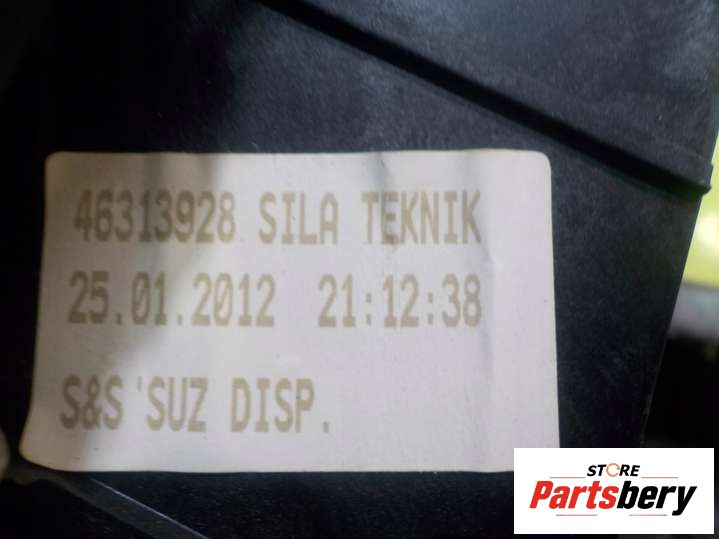 46313928 SILA TEKNIK
25.01.2012 21:12:38
S&S'SUZ DISP.
STORE
Partsbery